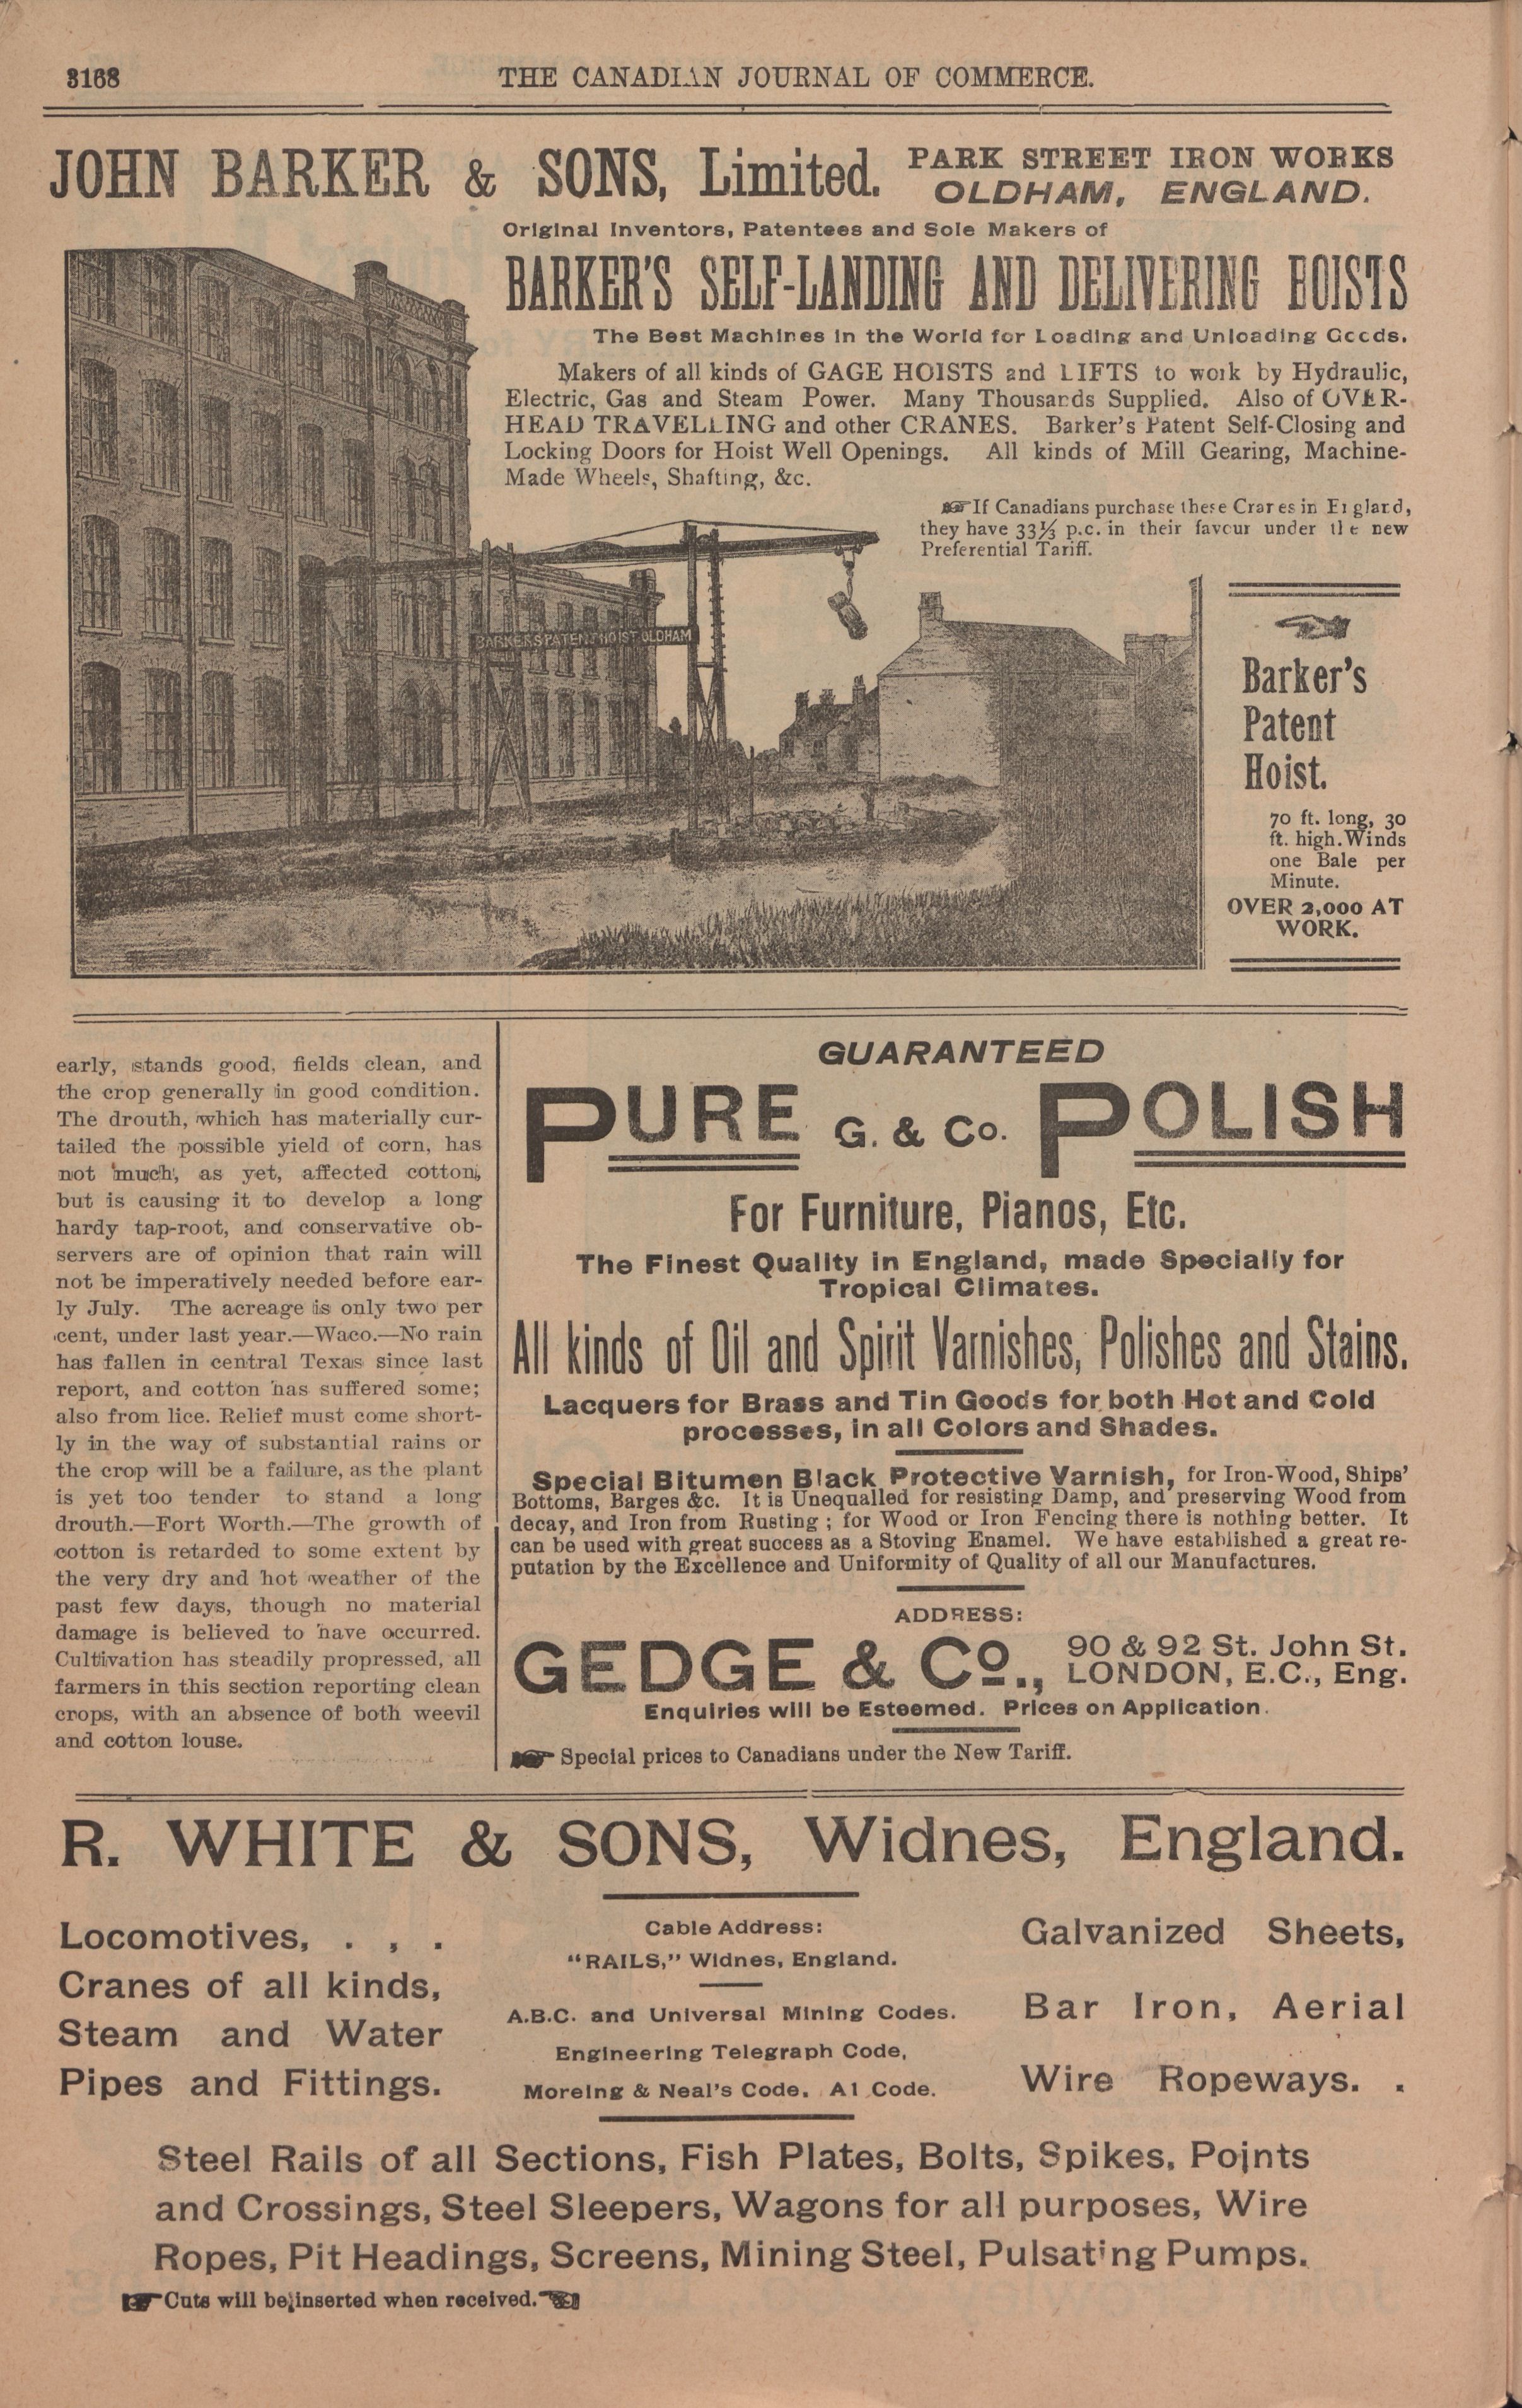 3168
THE CANADIAN JOURNAL OF COMMERCE.
JOHN BARKER & SONS, Limited.
PARK STREET IRON WORKS
OLDHAM, ENGLAND.
Original Inventors, Patentees and Sole Makers of
BARKER'S SELF-LANDING AND DELIVERING HOISTS
The Best Machines in the World for Loading and Unloading Goods.
Makers of all kinds of GAGE HOISTS and LIFTS to work by Hydraulic,
Electric, Gas and Steam Power. Many Thousands Supplied. Also of OVER-
HEAD TRAVELLING and other CRANES. Barker's Patent Self-Closing and
Locking Doors for Hoist Well Openings. All kinds of Mill Gearing, Machine-
Made Wheels, Shafting, &c.
☞ If Canadians purchase these Cranes in England,
they have 33⅓ p.c. in their favour under the new
Preferential Tariff.
BARKERS PATENT HOIST OLDHAM
Barker's
Patent
Hoist.
70 ft. long, 30
ft. high. Winds
one Bale per
Minute.
OVER 2,000 AT
WORK.
early, stands good, fields clean, and
the crop generally in good condition.
The drouth, which has materially cur-
tailed the possible yield of corn, has
not much, as yet, affected cotton,
but is causing it to develop a long
hardy tap-root, and conservative ob-
servers are of opinion that rain will
not be imperatively needed before ear-
ly July. The acreage is only two per
cent, under last year.—Waco.—No rain
has fallen in central Texas since last
report, and cotton has suffered some;
also from lice. Relief must come short-
ly in the way of substantial rains or
the crop will be a failure, as the plant
is yet too tender to stand a long
drouth.—Fort Worth.—The growth of
cotton is retarded to some extent by
the very dry and hot weather of the
past few days, though no material
damage is believed to have occurred.
Cultivation has steadily propressed, all
farmers in this section reporting clean
crops, with an absence of both weevil
and cotton louse.
GUARANTEED
PURE G. & Co. POLISH
For Furniture, Pianos, Etc.
The Finest Quality in England, made Specially for
Tropical Climates.
All kinds of Oil and Spirit Varnishes, Polishes and Stains.
Lacquers for Brass and Tin Goods for both Hot and Cold
processes, in all Colors and Shades.
Special Bitumen Black Protective Varnish, for Iron-Wood, Ships'
Bottoms, Barges &c. It is Unequalled for resisting Damp, and preserving Wood from
decay, and Iron from Rusting ; for Wood or Iron Fencing there is nothing better. It
can be used with great success as a Stoving Enamel. We have established a great re-
putation by the Excellence and Uniformity of Quality of all our Manufactures.
ADDRESS:
GEDGE & Co.,
90 & 92 St. John St.
LONDON, E.C., Eng.
Enquiries will be Esteemed. Prices on Application.
☞ Special prices to Canadians under the New Tariff.
R. WHITE & SONS, Widnes, England.
Locomotives, . , .
Cranes of all kinds,
Steam and Water
Pipes and Fittings.
Cable Address:
"RAILS," Widnes, England.
A.B.C. and Universal Mining Codes.
Engineering Telegraph Code,
Moreing & Neal's Code. A1 Code.
Galvanized Sheets,
Bar Iron, Aerial
Wire Ropeways. .
Steel Rails of all Sections, Fish Plates, Bolts, Spikes, Points
and Crossings, Steel Sleepers, Wagons for all purposes, Wire
Ropes, Pit Headings, Screens, Mining Steel, Pulsating Pumps.
☞ Cuts will be inserted when received. ☜